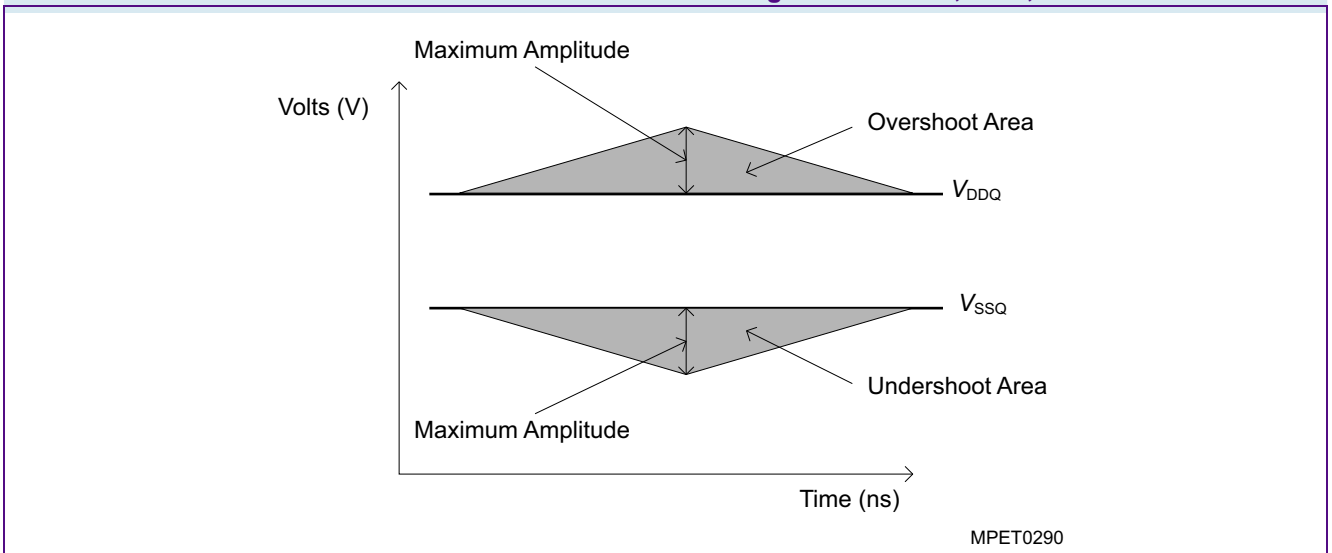 Maximum Amplitude
Volts (V)
Overshoot Area
VDDQ
VSSQ
Undershoot Area
Maximum Amplitude
Time (ns)
MPET0290